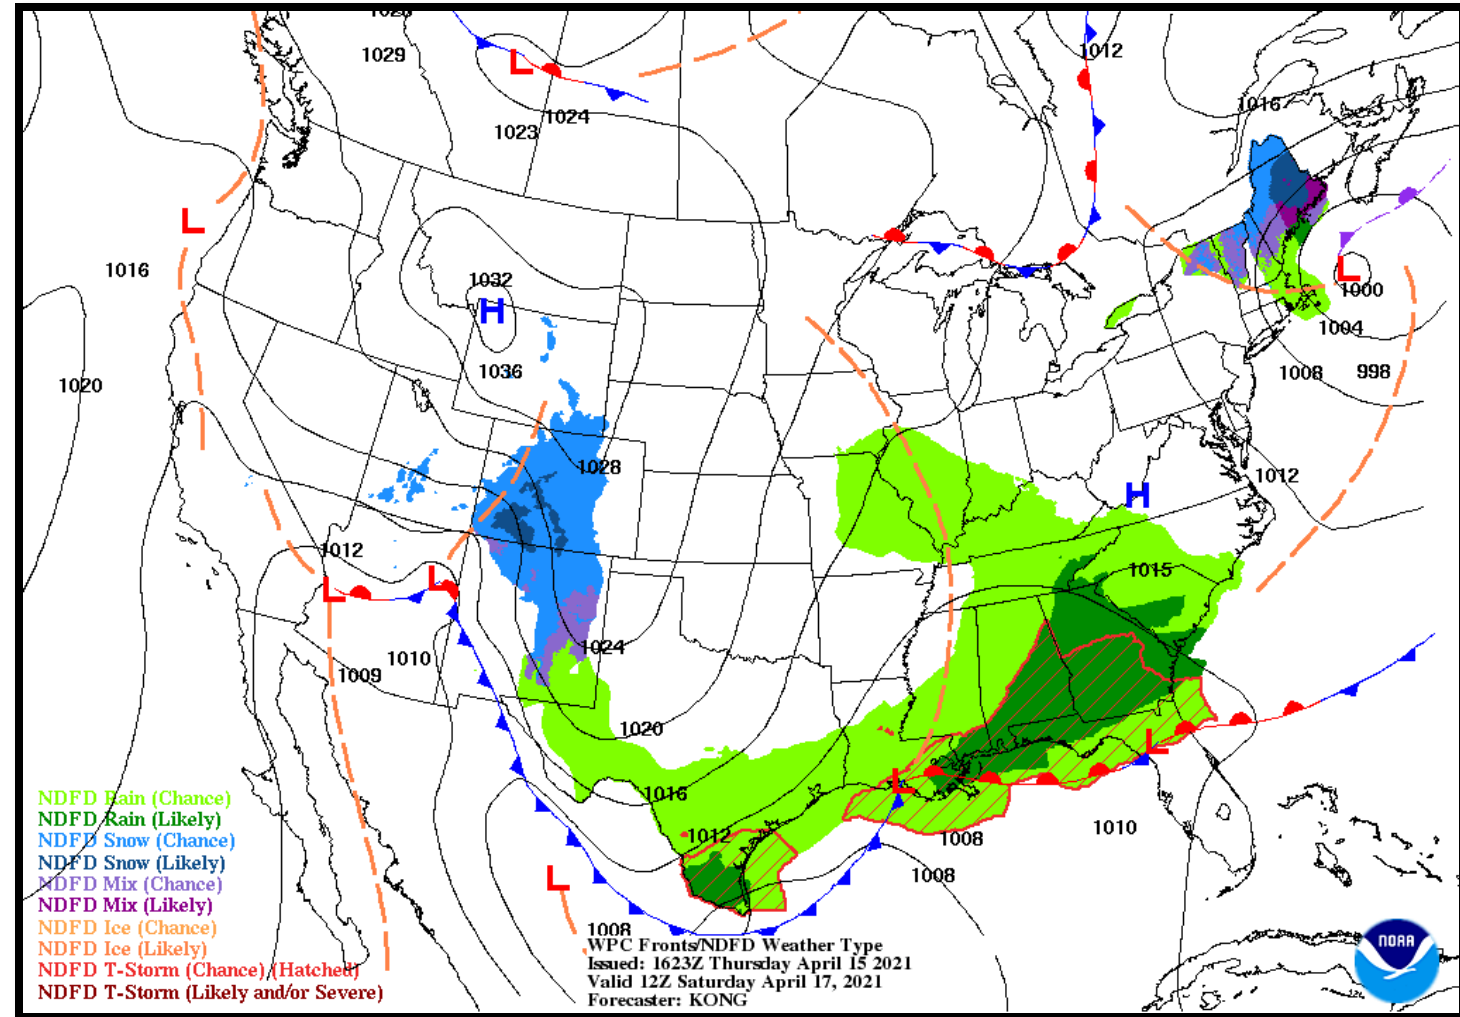 1028
1029
1012
1024
1023
1016
L
L
1016
1032
H
L
1000
1004
1036
1008
998
1020
1028
1012
H
1012
L
L
1015
1024
1010
1009
1020
L
L
1016
1012
1010
1008
1008
L
1008
NDFD Rain (Chance)
NDFD Rain (Likely)
NDFD Snow (Chance)
NDFD Snow (Likely)
NDFD Mix (Chance)
NDFD Mix (Likely)
NDFD Ice (Chance)
NDFD Ice (Likely)
NDFD T-Storm (Chance) (Hatched)
NDFD T-Storm (Likely and/or Severe)
WPC Fronts/NDFD Weather Type
Issued: 1623Z Thursday April 15 2021
Valid 12Z Saturday April 17, 2021
Forecaster: KONG
NOAA